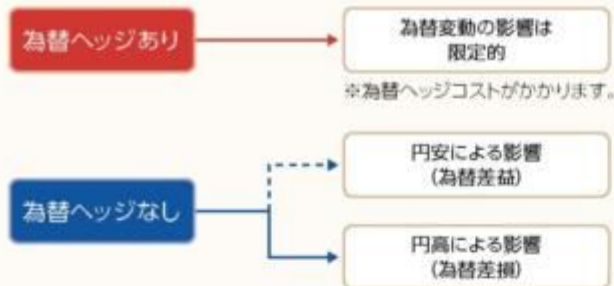 為替ヘッジあり
為替変動の影響は
限定的
※為替ヘッジコストがかかります。
円安による影響
(為替差益)
為替ヘッジなし
円高による影響
(為替差損)